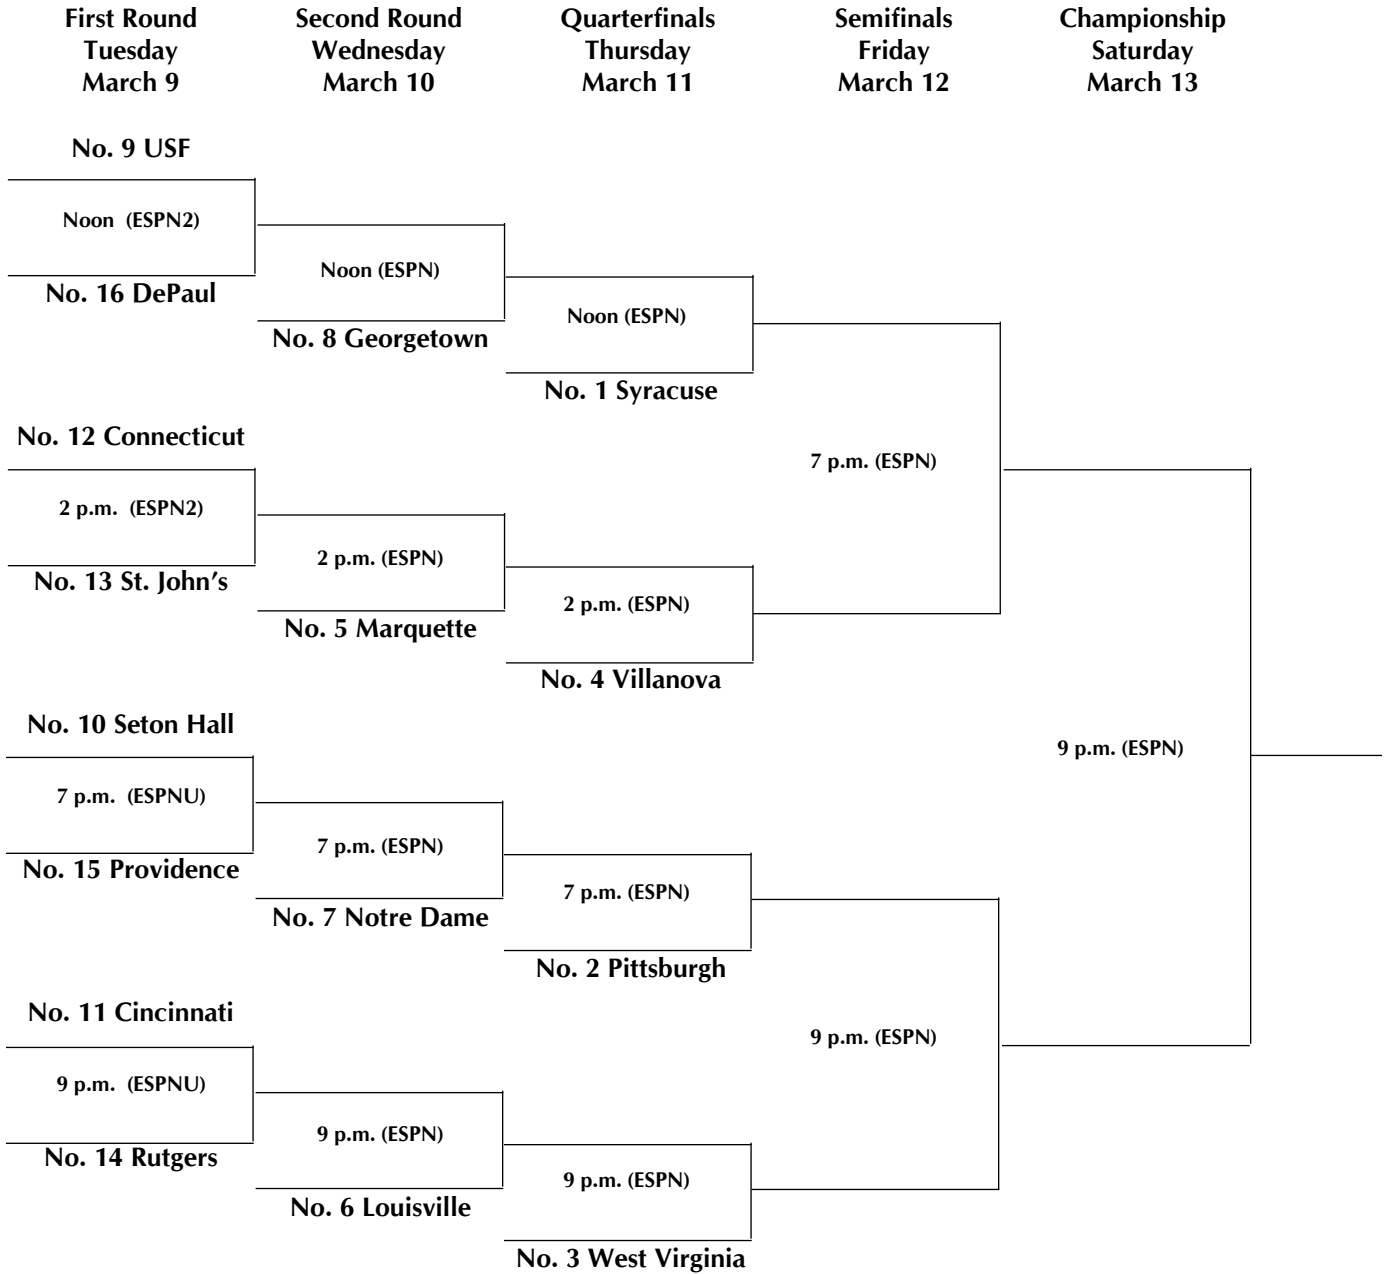 First Round
Tuesday
March 9
Second Round
Wednesday
March 10
Quarterfinals
Thursday
March 11
Semifinals
Friday
March 12
Championship
Saturday
March 13
No. 9 USF
Noon (ESPN2)
No. 16 DePaul
Noon (ESPN)
No. 8 Georgetown
Noon (ESPN)
No. 1 Syracuse
No. 12 Connecticut
2 p.m. (ESPN2)
No. 13 St. John’s
2 p.m. (ESPN)
No. 5 Marquette
2 p.m. (ESPN)
No. 4 Villanova
7 p.m. (ESPN)
No. 10 Seton Hall
7 p.m. (ESPNU)
No. 15 Providence
7 p.m. (ESPN)
No. 7 Notre Dame
7 p.m. (ESPN)
No. 2 Pittsburgh
No. 11 Cincinnati
9 p.m. (ESPNU)
No. 14 Rutgers
9 p.m. (ESPN)
No. 6 Louisville
9 p.m. (ESPN)
No. 3 West Virginia
9 p.m. (ESPN)
9 p.m. (ESPN)